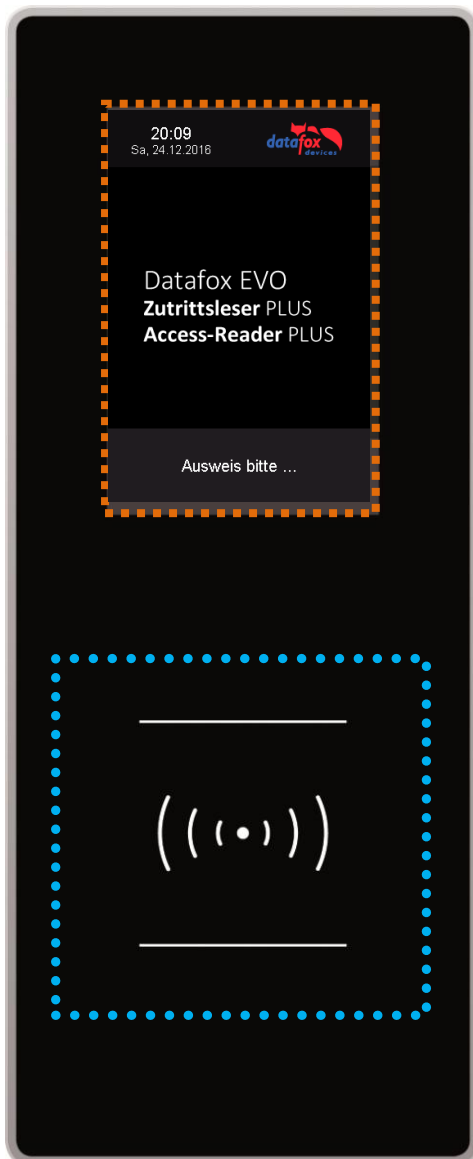 20:09
Sa, 24.12.2016
datafox
devices
Datafox EVO
Zutrittsleser PLUS
Access-Reader PLUS
Ausweis bitte ...